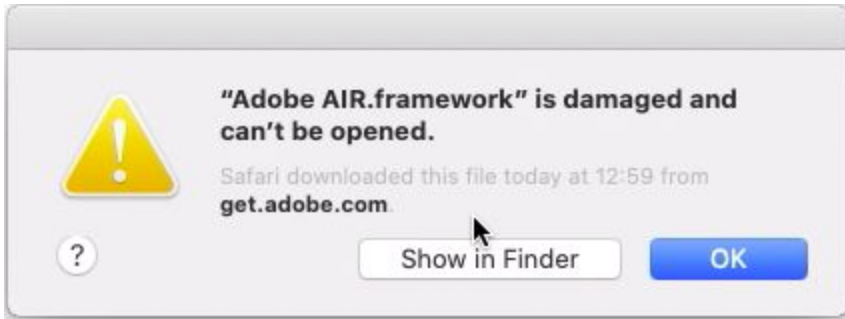 “Adobe AIR.framework” is damaged and
can’t be opened.
Safari downloaded this file today at 12:59 from
get.adobe.com.
?
Show in Finder
OK